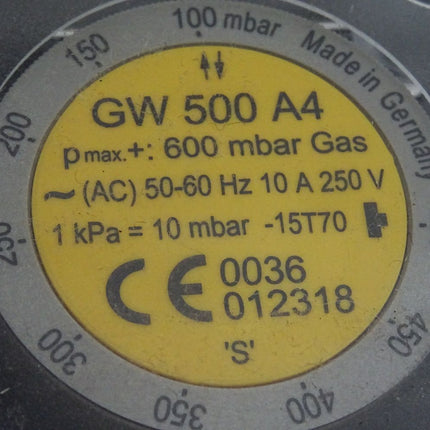 100 mbar
150
200
250
300
350
400
450
Made in Germany
GW 500 A4
pmax.+: 600 mbar Gas
~ (AC) 50-60 Hz 10 A 250 V
1 kPa = 10 mbar -15T70
CE 0036
012318
'S'